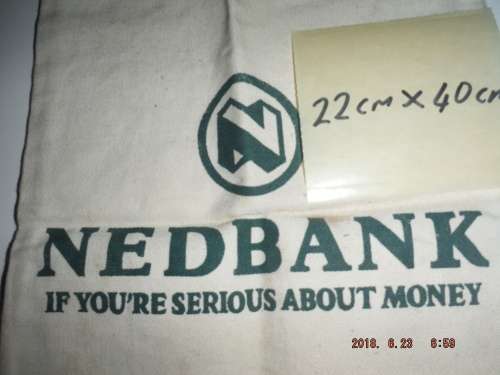 22cm x 40cm
N
NEDBANK
IF YOU'RE SERIOUS ABOUT MONEY
2018. 6.23 6:59